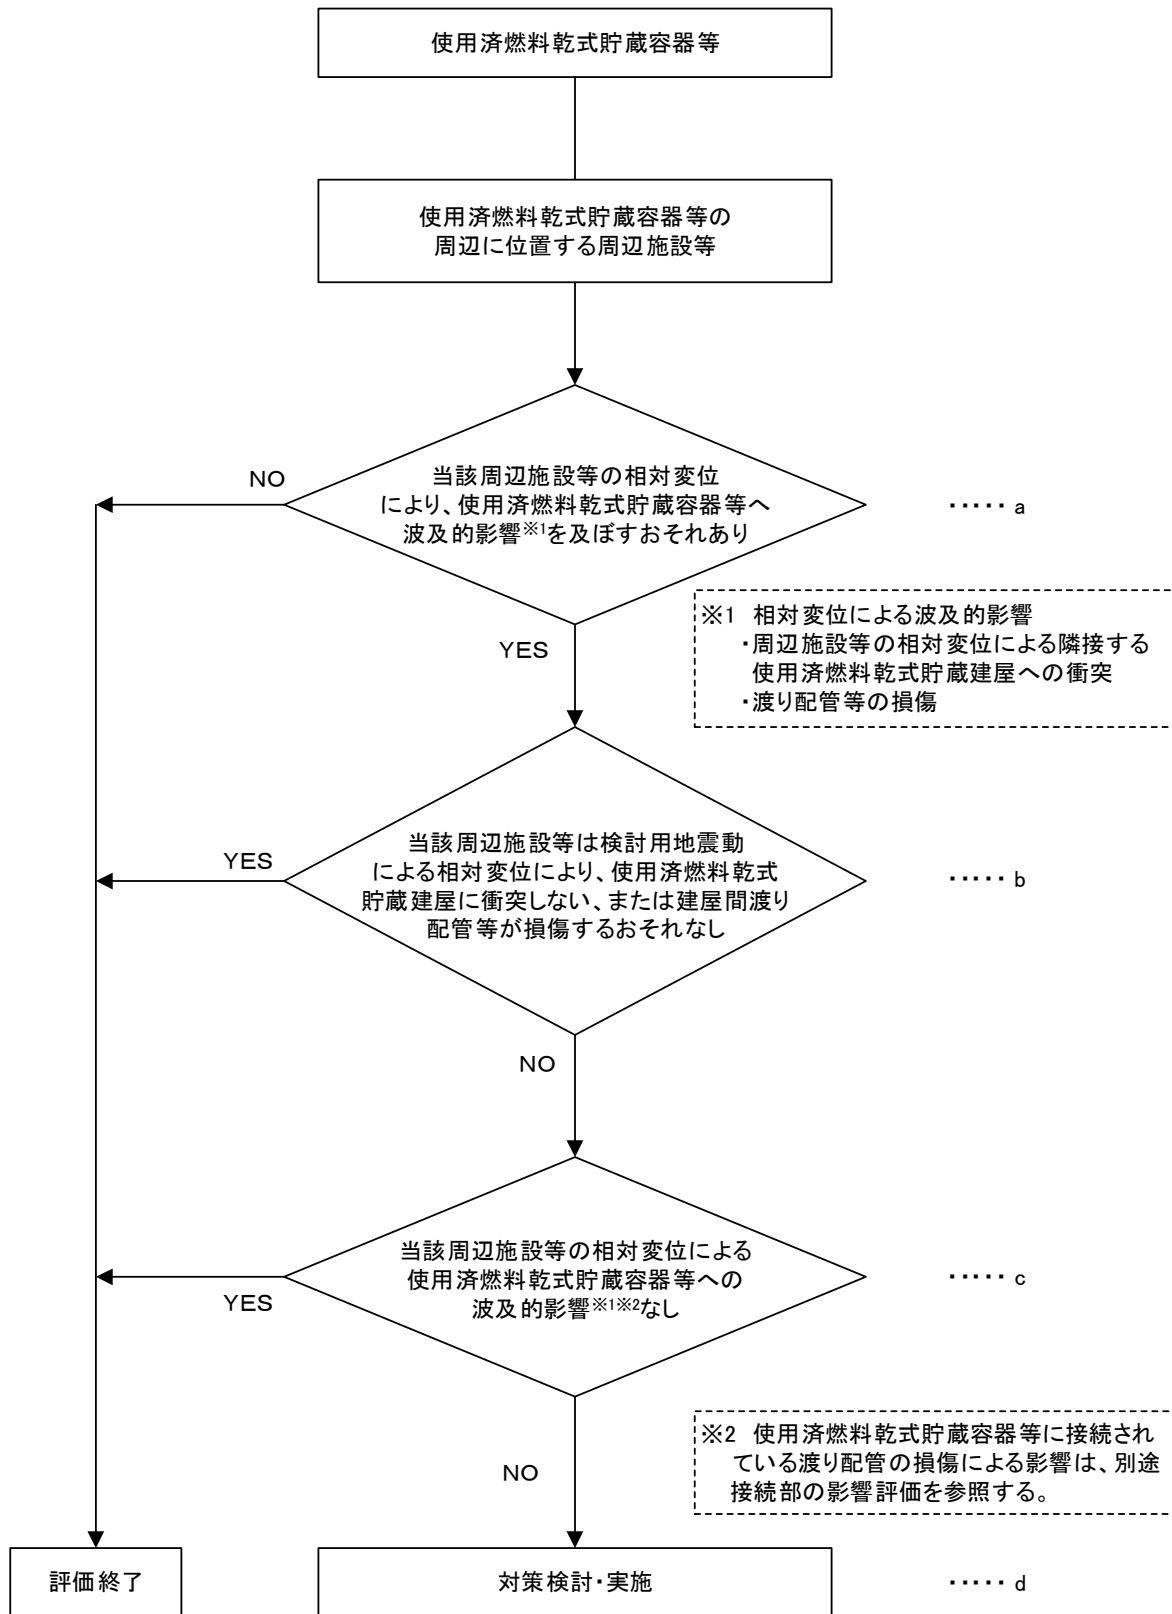 使用済燃料乾式貯蔵容器等
使用済燃料乾式貯蔵容器等の
周辺に位置する周辺施設等
NO
当該周辺施設等の相対変位
により、使用済燃料乾式貯蔵容器等へ
波及的影響※1を及ぼすおそれあり
・・・・・ a
※1 相対変位による波及的影響
・周辺施設等の相対変位による隣接する
使用済燃料乾式貯蔵建屋への衝突
・渡り配管等の損傷
YES
YES
当該周辺施設等は検討用地震動
による相対変位により、使用済燃料乾式
貯蔵建屋に衝突しない、または建屋間渡り
配管等が損傷するおそれなし
・・・・・ b
NO
当該周辺施設等の相対変位による
使用済燃料乾式貯蔵容器等への
波及的影響※1※2なし
・・・・・ c
YES
※2 使用済燃料乾式貯蔵容器等に接続され
ている渡り配管の損傷による影響は、別途
接続部の影響評価を参照する。
NO
評価終了
対策検討・実施
・・・・・ d